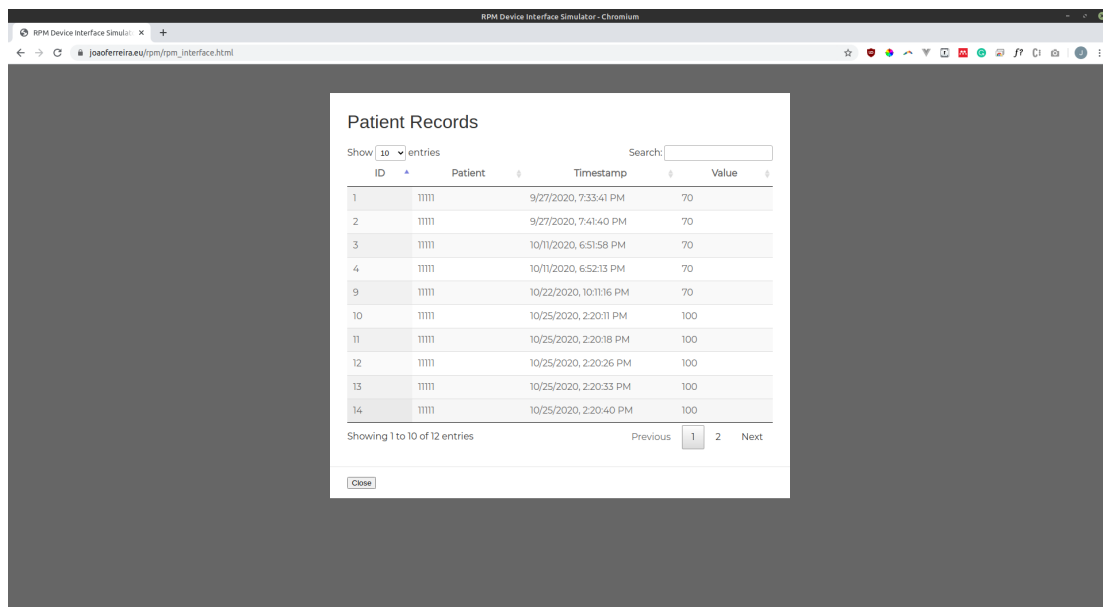 RPM Device Interface Simulator - Chromium
RPM Device Interface Simulat
joaoferreira.eu/rpm/rpm_interface.html
Patient Records
Show 10 entries Search:
ID Patient Timestamp Value
1 11111 9/27/2020, 7:33:41 PM 70
2 11111 9/27/2020, 7:41:40 PM 70
3 11111 10/11/2020, 6:51:58 PM 70
4 11111 10/11/2020, 6:52:13 PM 70
9 11111 10/22/2020, 10:11:16 PM 70
10 11111 10/25/2020, 2:20:11 PM 100
11 11111 10/25/2020, 2:20:18 PM 100
12 11111 10/25/2020, 2:20:26 PM 100
13 11111 10/25/2020, 2:20:33 PM 100
14 11111 10/25/2020, 2:20:40 PM 100
Showing 1 to 10 of 12 entries Previous 1 2 Next
Close